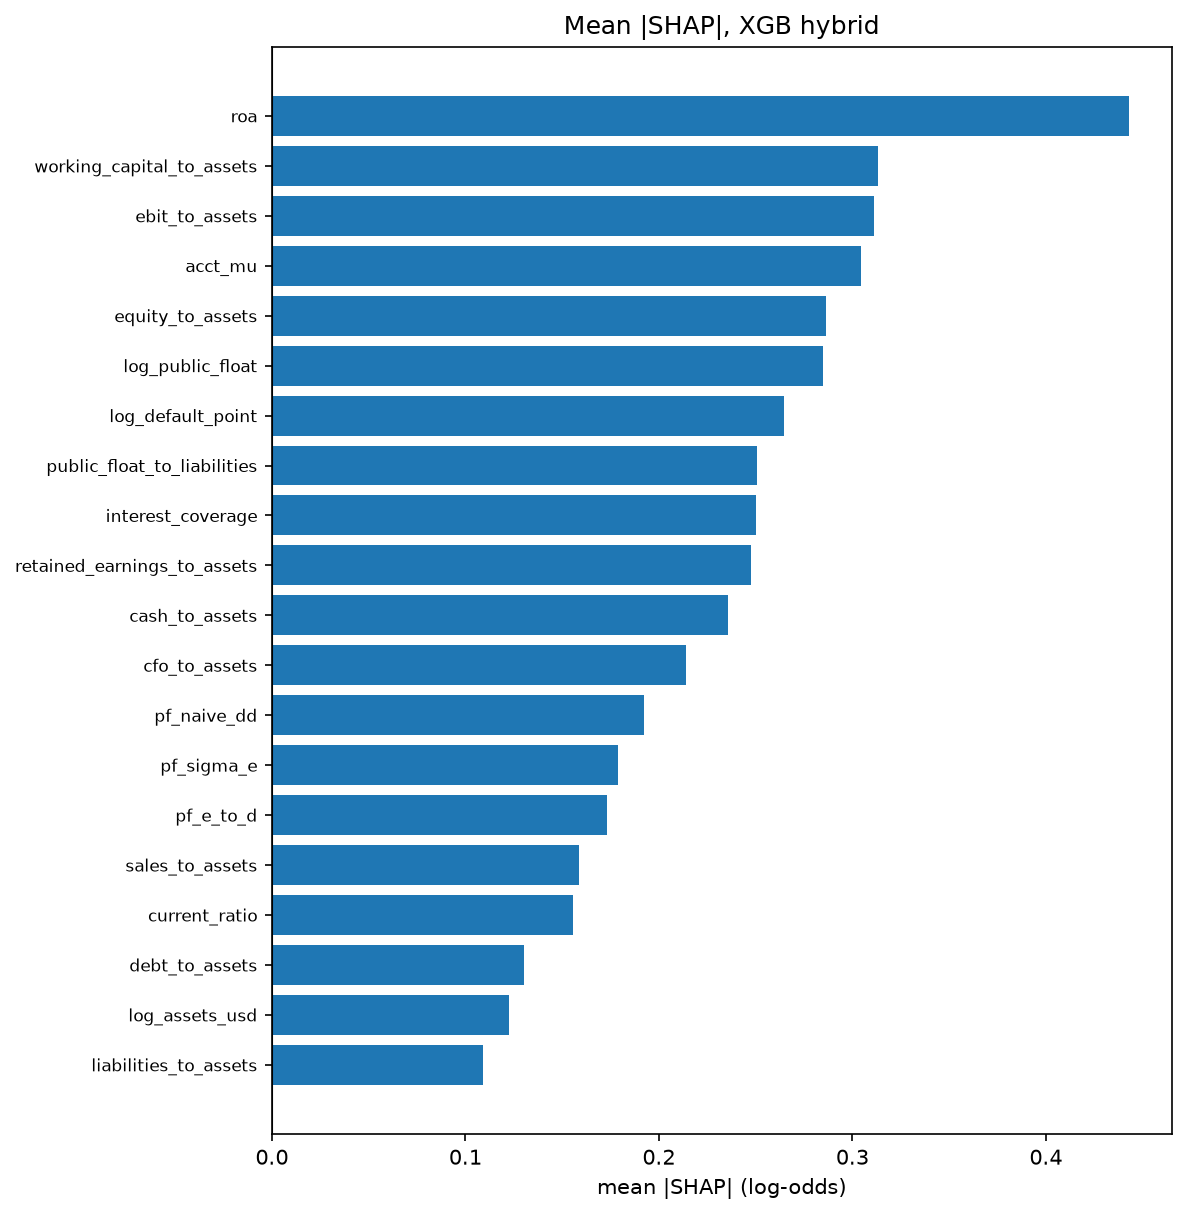 Mean |SHAP|, XGB hybrid
roa
working_capital_to_assets
ebit_to_assets
acct_mu
equity_to_assets
log_public_float
log_default_point
public_float_to_liabilities
interest_coverage
retained_earnings_to_assets
cash_to_assets
cfo_to_assets
pf_naive_dd
pf_sigma_e
pf_e_to_d
sales_to_assets
current_ratio
debt_to_assets
log_assets_usd
liabilities_to_assets
0.0 0.1 0.2 0.3 0.4
mean |SHAP| (log-odds)